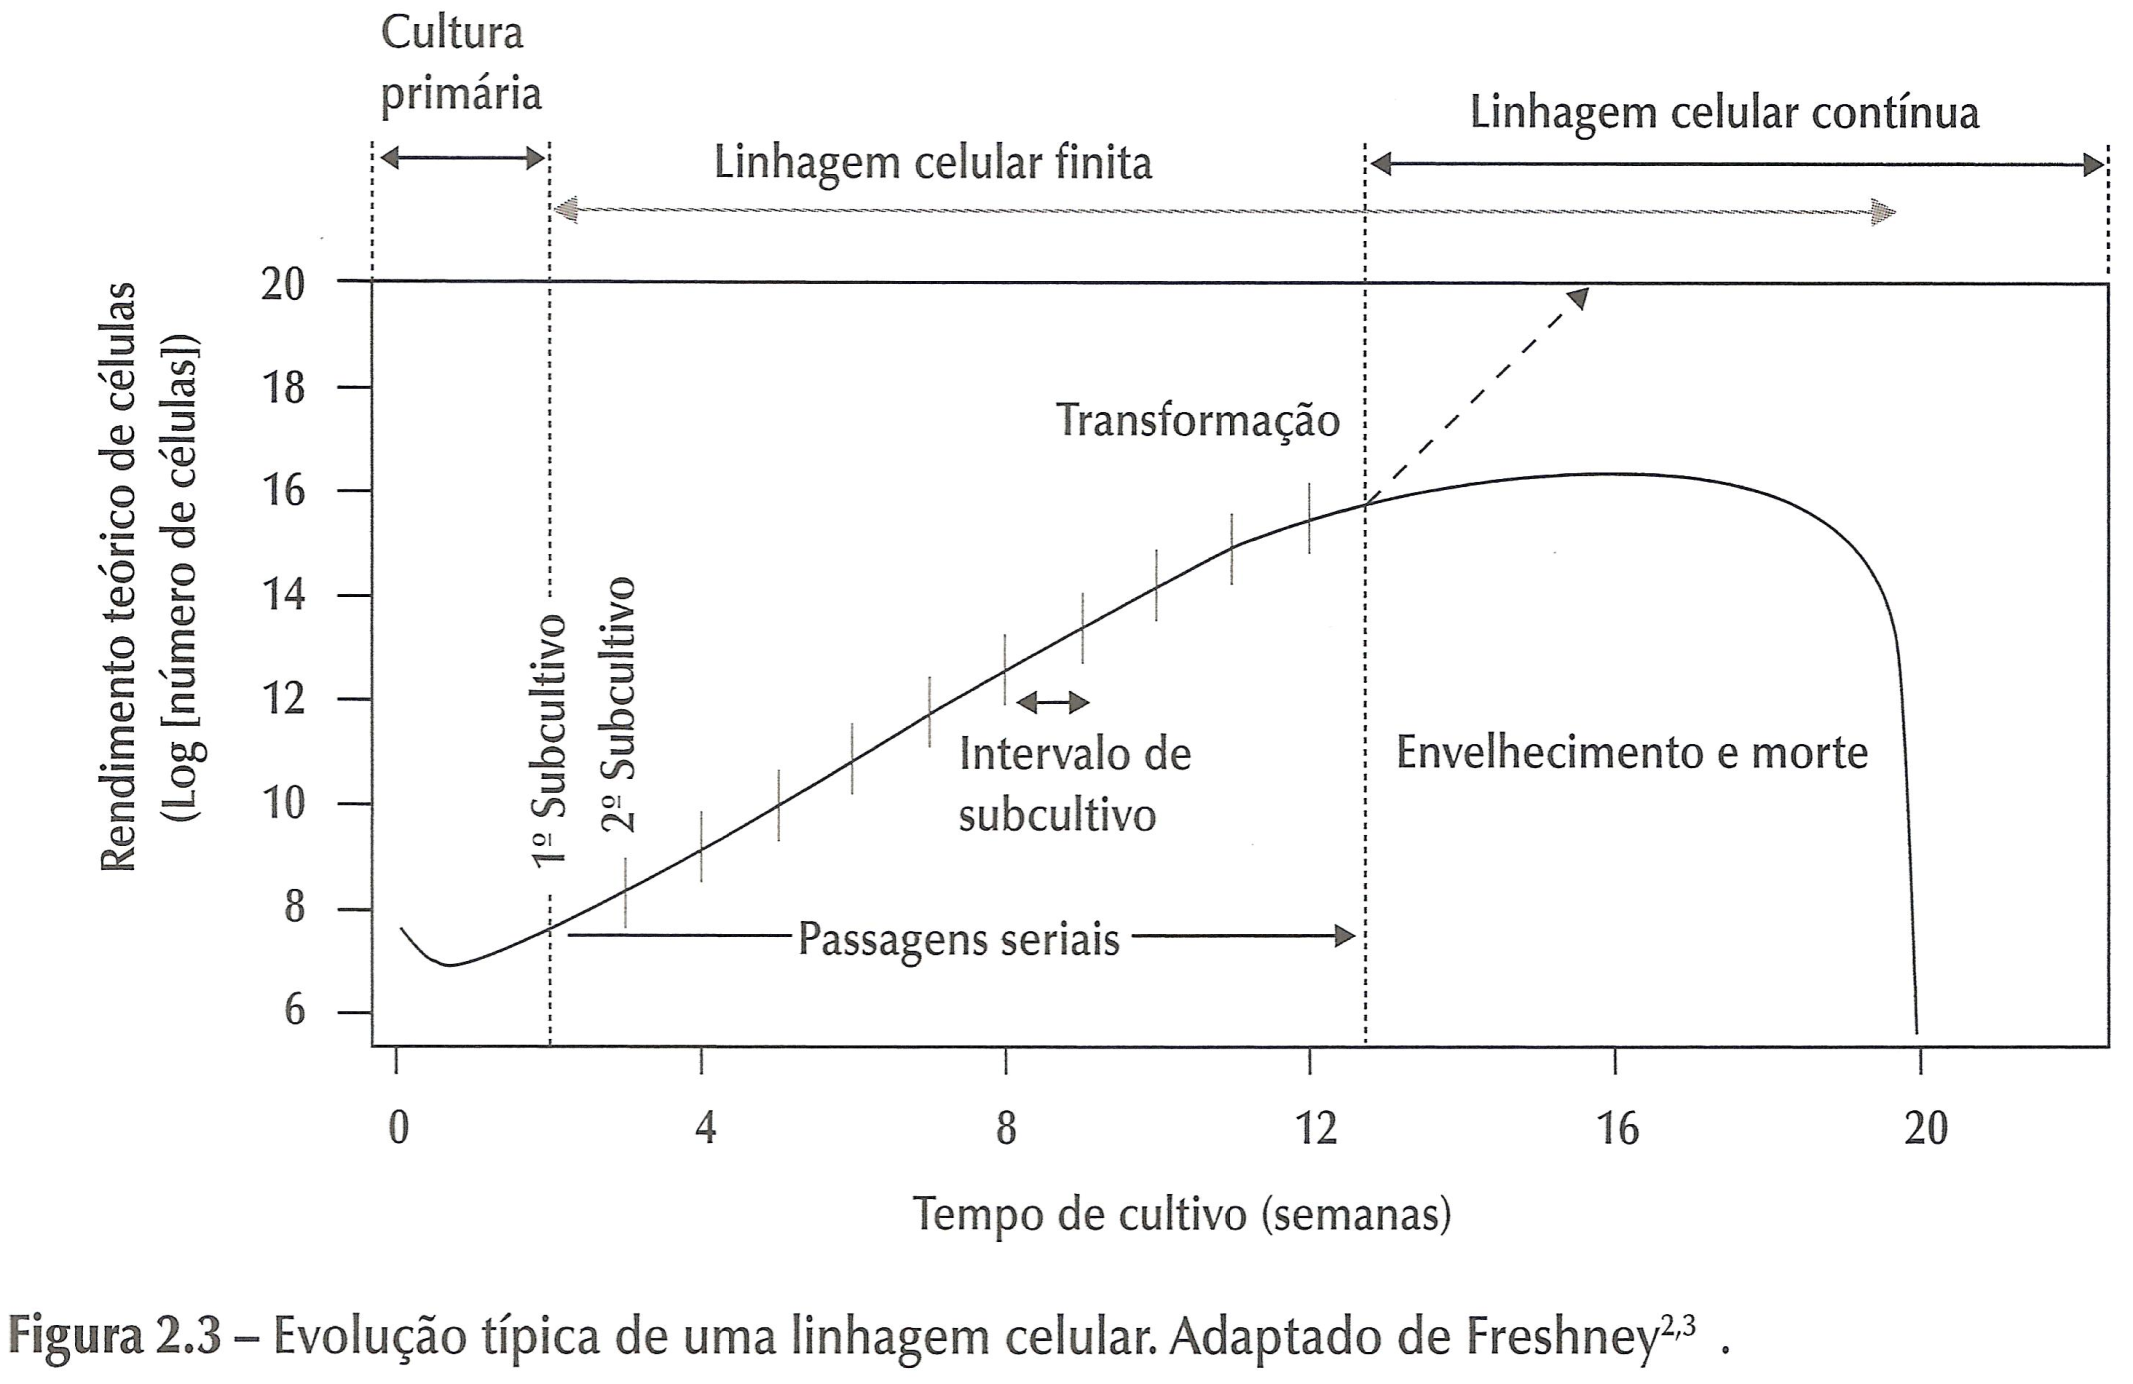 Cultura
primária
Linhagem celular contínua
Linhagem celular finita
Rendimento teórico de células
(Log [número de células])
20
18
16
14
12
10
8
6
Transformação
1º Subcultivo
2º Subcultivo
Intervalo de
subcultivo
Envelhecimento e morte
Passagens seriais
0 4 8 12 16 20
Tempo de cultivo (semanas)
Figura 2.3 – Evolução típica de uma linhagem celular. Adaptado de Freshney2,3 .